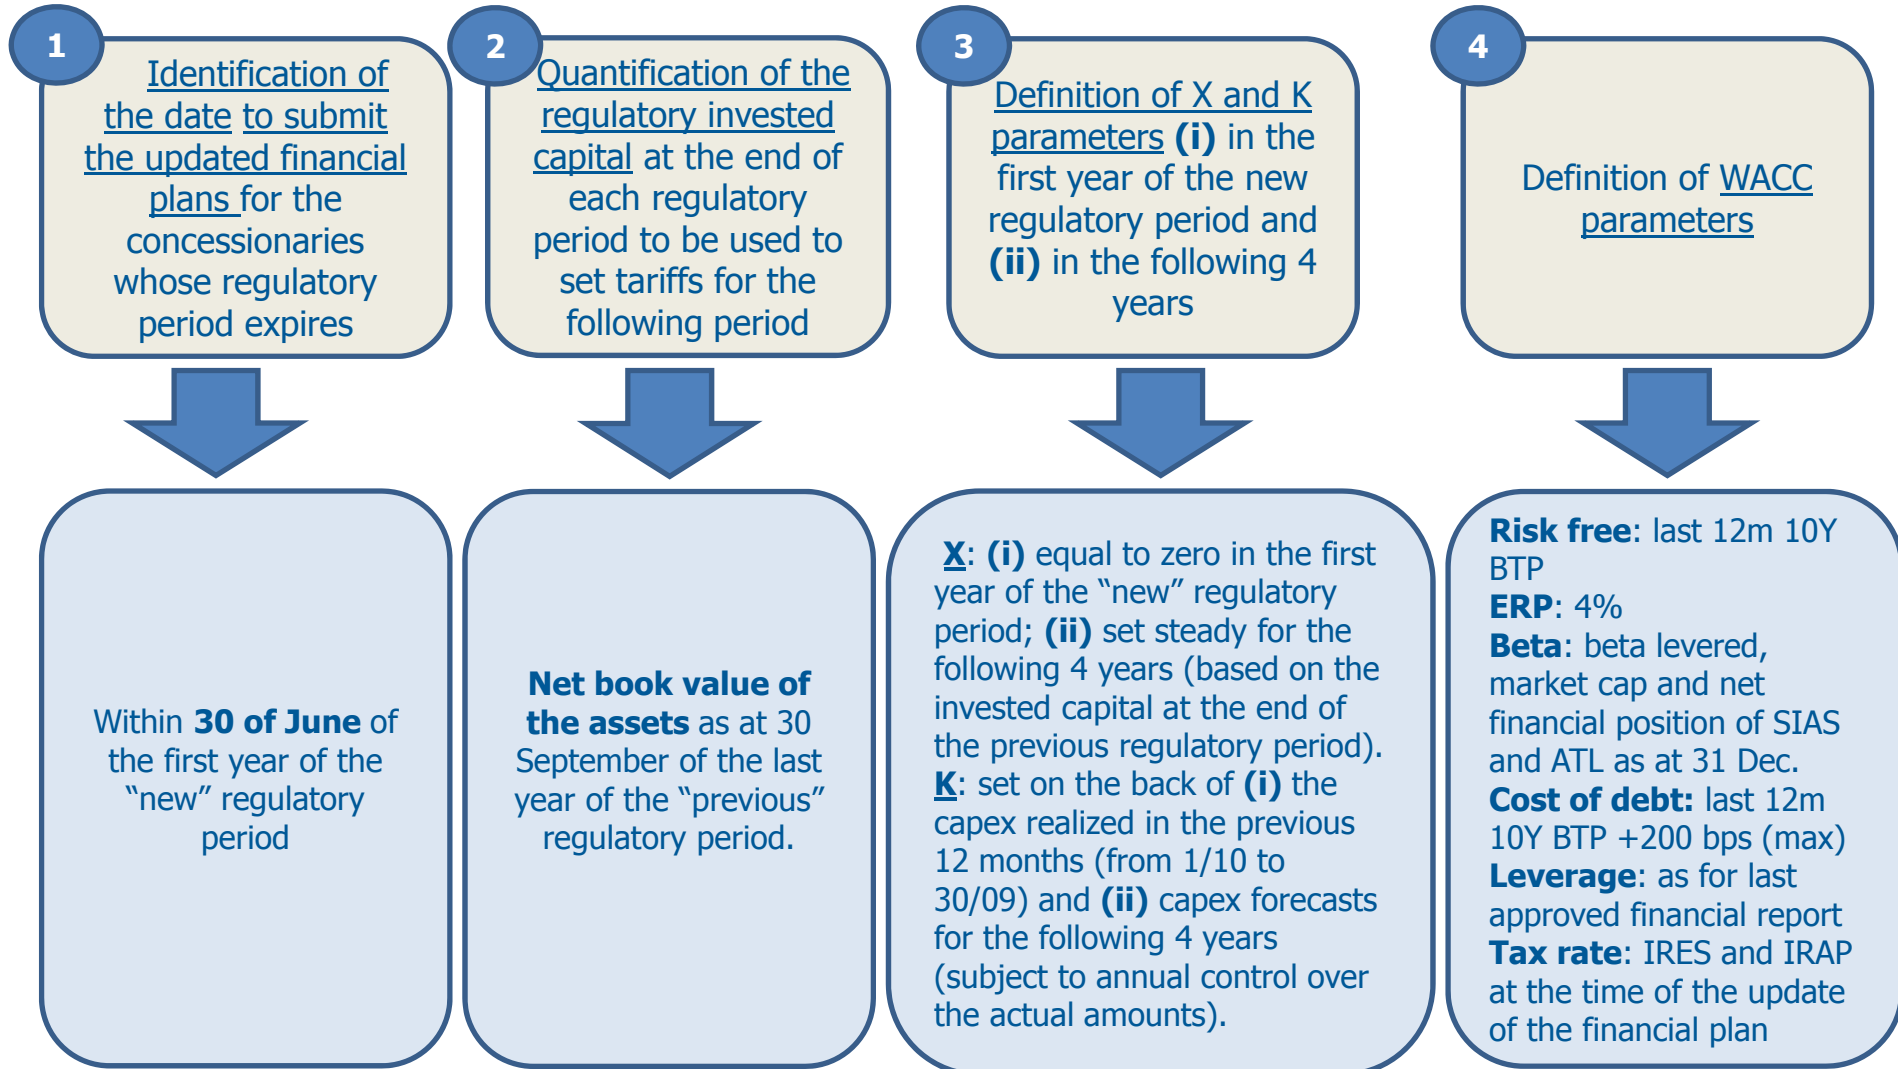 1
Identification of
the date to submit
the updated financial
plans for the
concessionaries
whose regulatory
period expires
2
Quantification of the
regulatory invested
capital at the end of
each regulatory
period to be used to
set tariffs for the
following period
3
Definition of X and K
parameters (i) in the
first year of the new
regulatory period and
(ii) in the following 4
years
4
Definition of WACC
parameters
Within 30 of June of
the first year of the
“new” regulatory
period
Net book value of
the assets as at 30
September of the last
year of the “previous”
regulatory period.
X: (i) equal to zero in the first
year of the “new” regulatory
period; (ii) set steady for the
following 4 years (based on the
invested capital at the end of
the previous regulatory period).
K: set on the back of (i) the
capex realized in the previous
12 months (from 1/10 to
30/09) and (ii) capex forecasts
for the following 4 years
(subject to annual control over
the actual amounts).
Risk free: last 12m 10Y
BTP
ERP: 4%
Beta: beta levered,
market cap and net
financial position of SIAS
and ATL as at 31 Dec.
Cost of debt: last 12m
10Y BTP +200 bps (max)
Leverage: as for last
approved financial report
Tax rate: IRES and IRAP
at the time of the update
of the financial plan